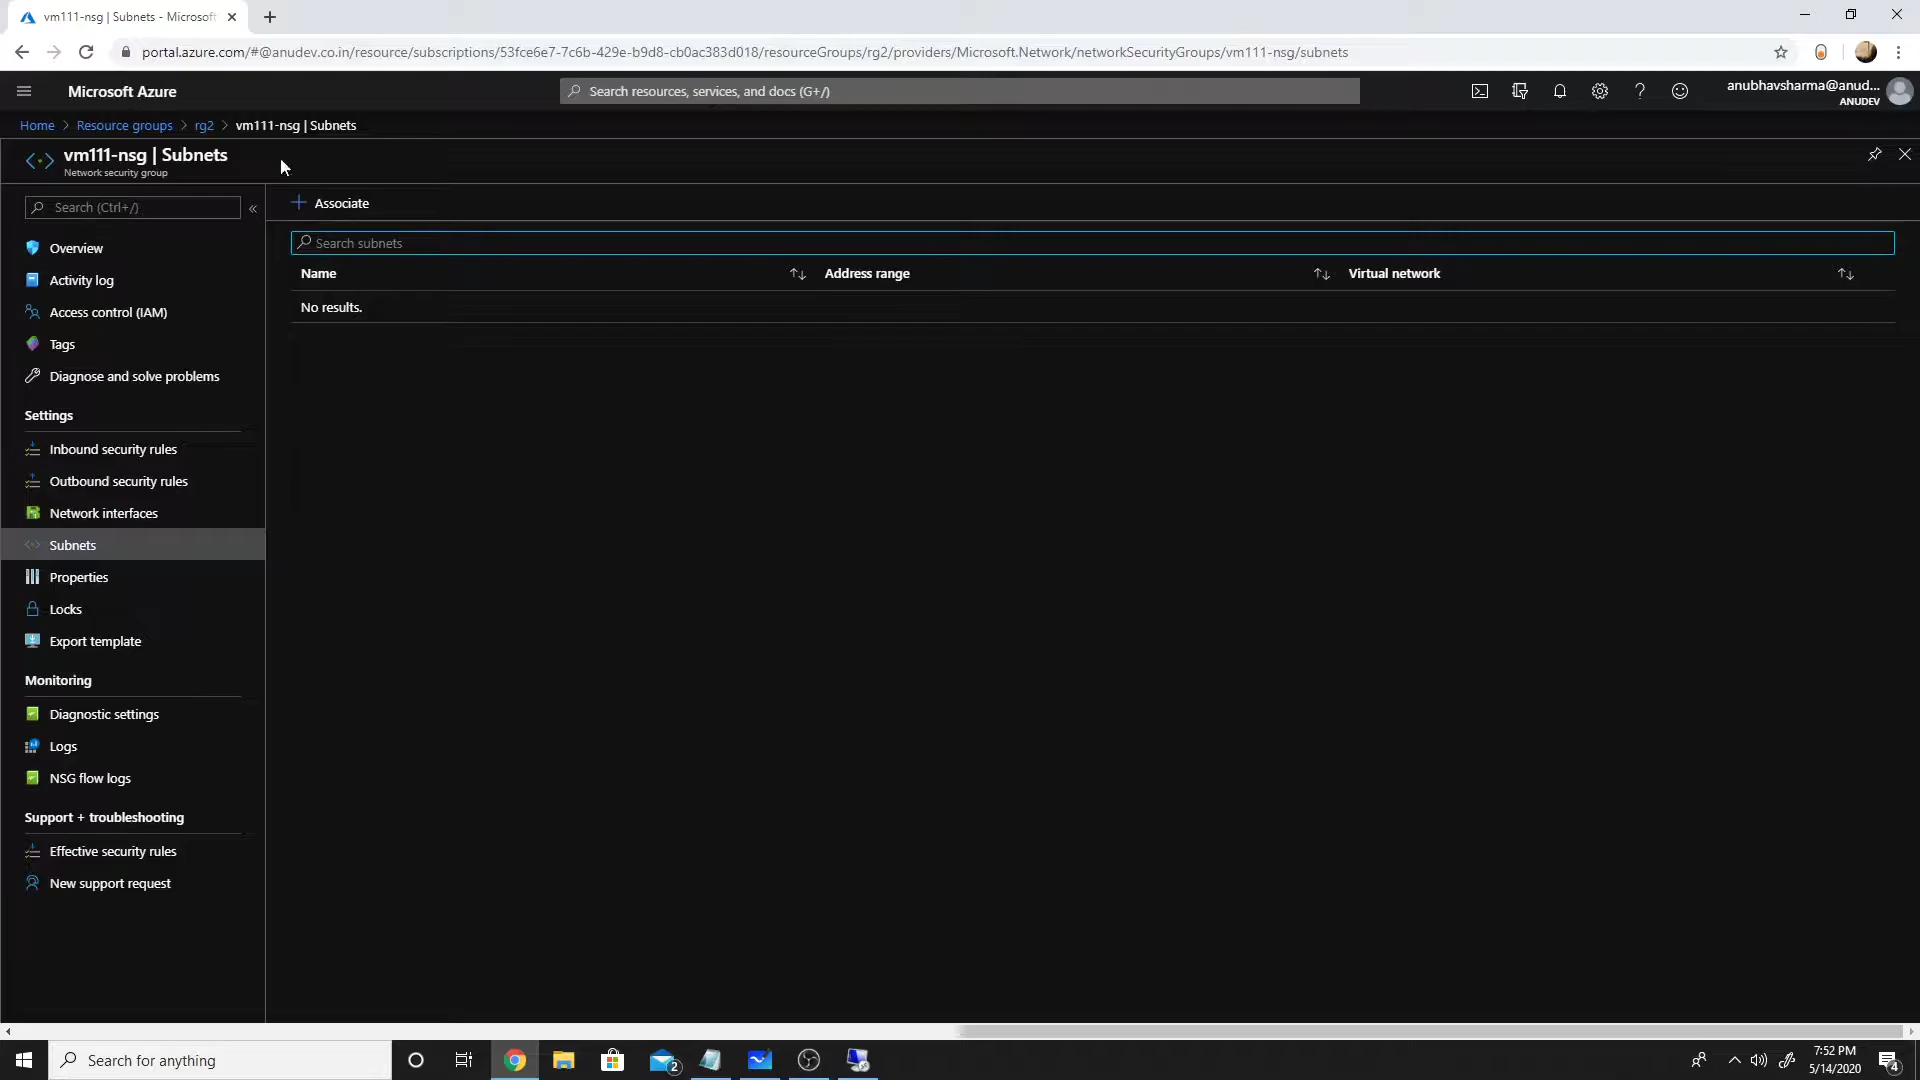 vm111-nsg | Subnets - Microsoft
portal.azure.com/#@anudev.co.in/resource/subscriptions/53fce6e7-7c6b-429e-b9d8-cb0ac383d018/resourceGroups/rg2/providers/Microsoft.Network/networkSecurityGroups/vm111-nsg/subnets
Microsoft Azure
Search resources, services, and docs (G+/)
anubhavsharma@anud...
ANUDEV
Home > Resource groups > rg2 > vm111-nsg | Subnets
vm111-nsg | Subnets
Network security group
Search (Ctrl+/)
«
Associate
Search subnets
Name
Address range
Virtual network
No results.
Overview
Activity log
Access control (IAM)
Tags
Diagnose and solve problems
Settings
Inbound security rules
Outbound security rules
Network interfaces
Subnets
Properties
Locks
Export template
Monitoring
Diagnostic settings
Logs
NSG flow logs
Support + troubleshooting
Effective security rules
New support request
Search for anything
2
7:52 PM
5/14/2020
4